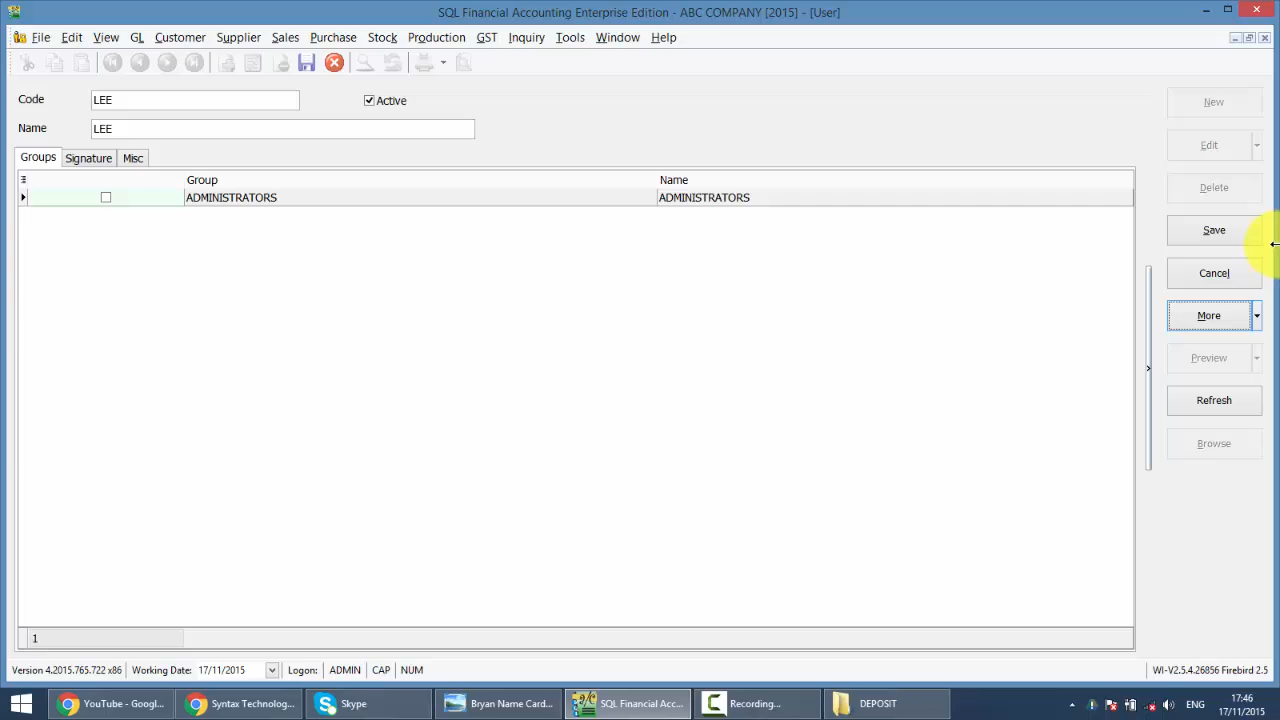 SQL Financial Accounting Enterprise Edition - ABC COMPANY [2015] - [User]
File Edit View GL Customer Supplier Sales Purchase Stock Production GST Inquiry Tools Window Help
Code LEE Active
Name LEE
Groups Signature Misc
Group Name
ADMINISTRATORS ADMINISTRATORS
1
New
Edit
Delete
Save
Cancel
More
Preview
Refresh
Browse
Version 4.2015.765.722 x86 Working Date: 17/11/2015 Logon: ADMIN CAP NUM WI-V2.5.4.26856 Firebird 2.5
YouTube - Googl... Syntax Technolog... Skype Bryan Name Card... SQL Financial Acc... Recording... DEPOSIT ENG 17:46
17/11/2015